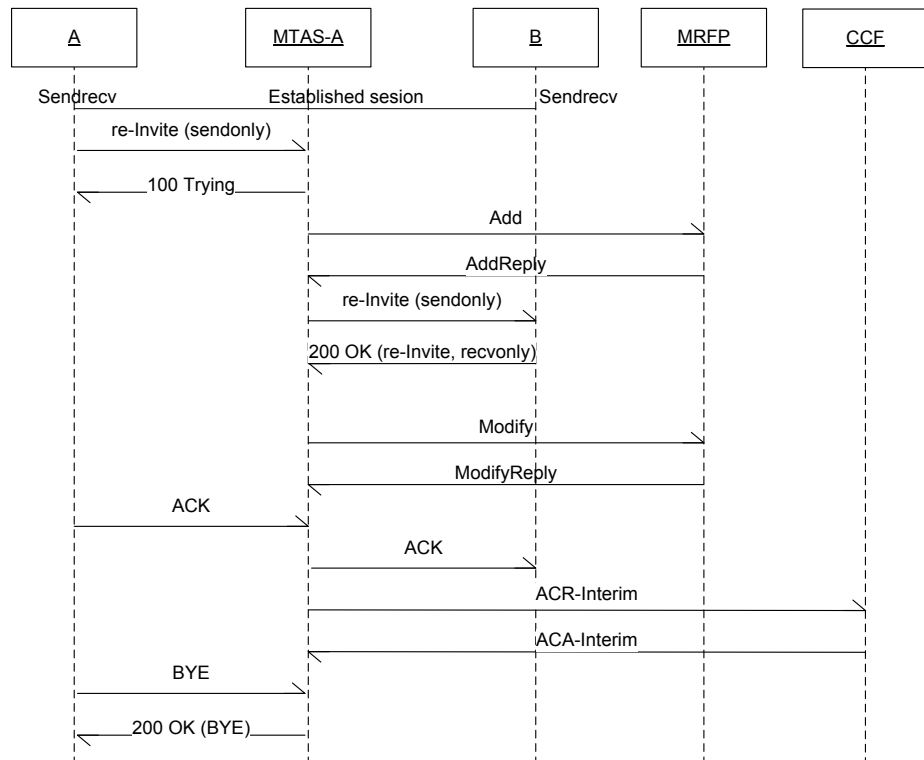 A
MTAS-A
B
MRFP
CCF
Sendrecv
Established sesion
Sendrecv
re-Invite (sendonly)
100 Trying
Add
AddReply
re-Invite (sendonly)
200 OK (re-Invite, recvonly)
Modify
ModifyReply
ACK
ACK
ACR-Interim
ACA-Interim
BYE
200 OK (BYE)